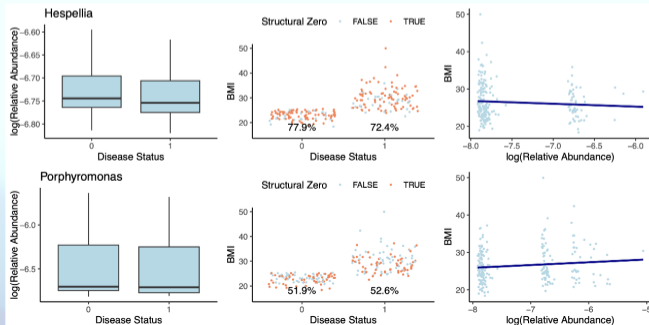 Hespellia
log(Relative Abundance)
-6.60
-6.65
-6.70
-6.75
-6.80
0
1
Disease Status
Structural Zero
FALSE
TRUE
BMI
50
40
30
20
77.9%
72.4%
0
1
Disease Status
BMI
50
40
30
20
-8.0
-7.5
-7.0
-6.5
-6.0
log(Relative Abundance)
Porphyromonas
log(Relative Abundance)
-6.0
-6.5
0
1
Disease Status
Structural Zero
FALSE
TRUE
BMI
50
40
30
20
51.9%
52.6%
0
1
Disease Status
BMI
50
40
30
20
-8
-7
-6
log(Relative Abundance)